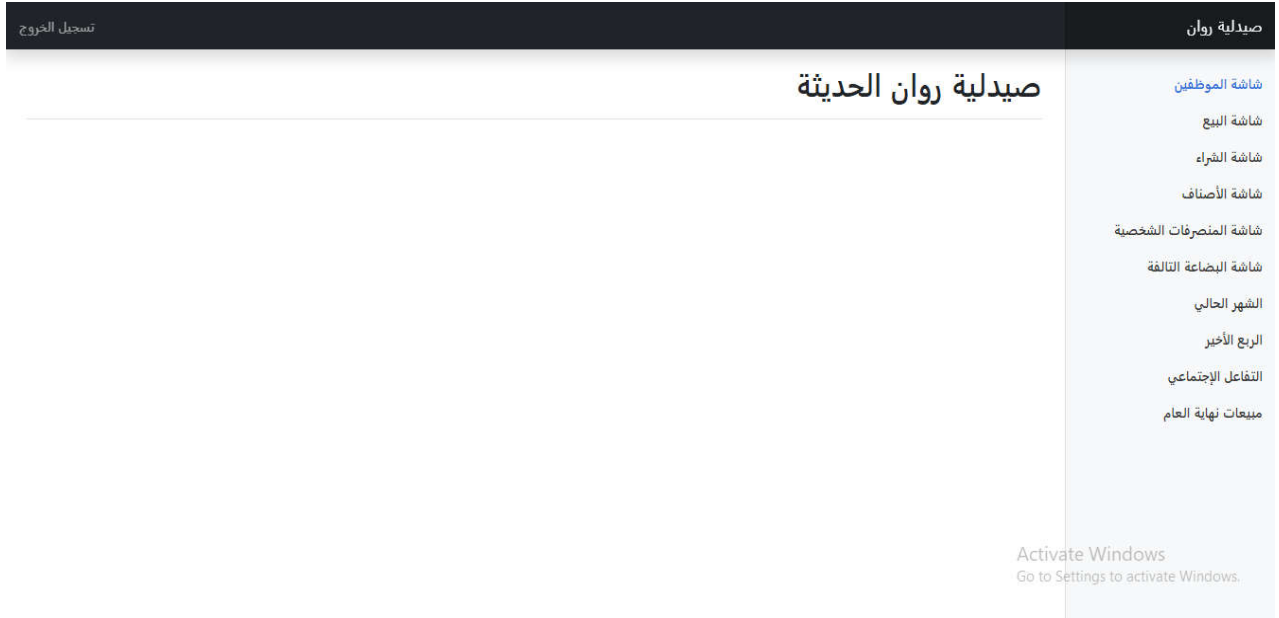 صيدلية روان
تسجيل الخروج
شاشة الموظفين
شاشة البيع
شاشة الشراء
شاشة الأصناف
شاشة المنصرفات الشخصية
شاشة البضاعة التالفة
الشهر الحالي
الربع الأخير
التفاعل الإجتماعي
مبيعات نهاية العام
صيدلية روان الحديثة
Activate Windows
Go to Settings to activate Windows.